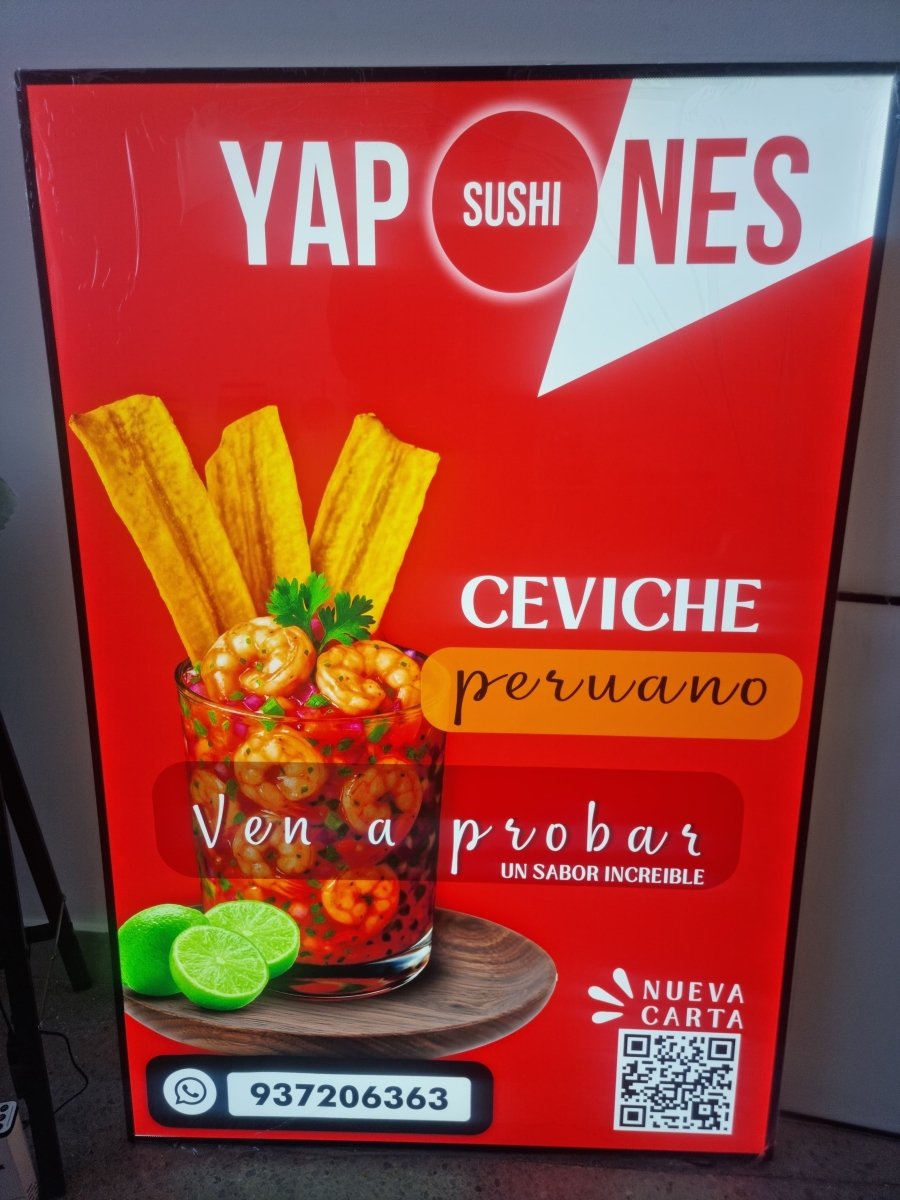 YAP SUSHI NES
CEVICHE
peruano
Ven a probar
UN SABOR INCREIBLE
NUEVA
CARTA
937206363